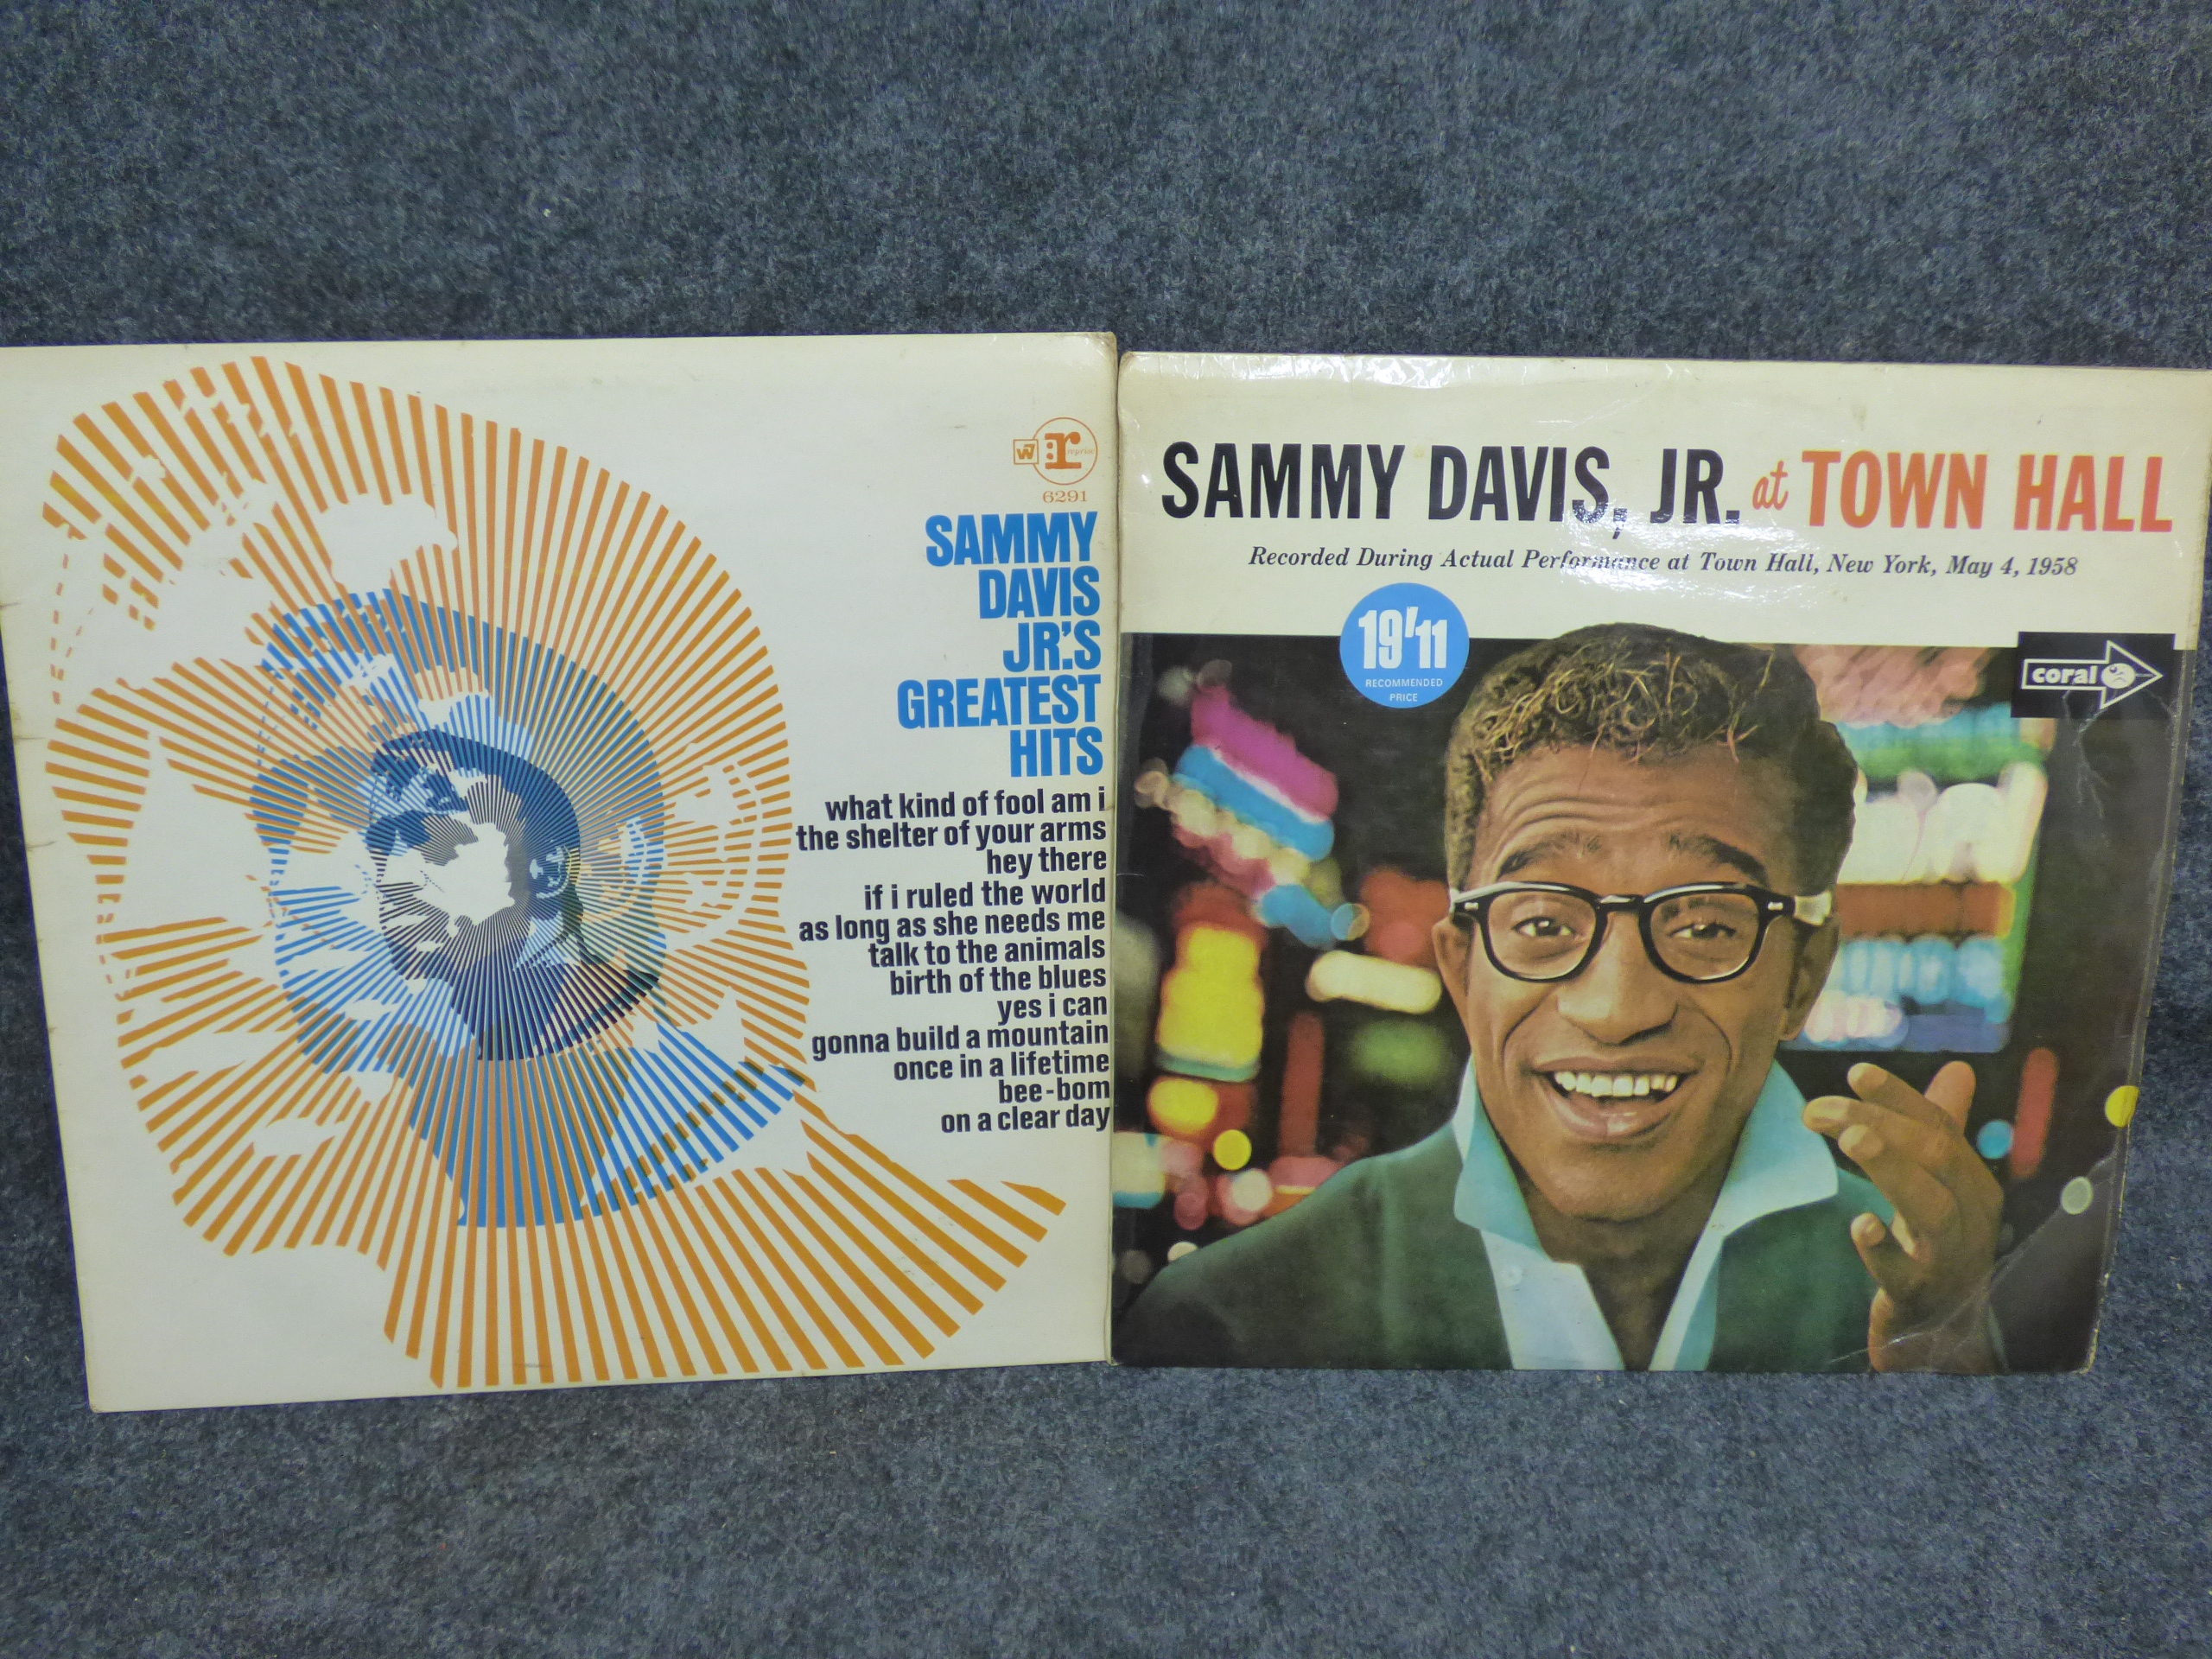 W7
r
reprise
6291
SAMMY
DAVIS
JR.'S
GREATEST
HITS
what kind of fool am i
the shelter of your arms
hey there
if i ruled the world
as long as she needs me
talk to the animals
birth of the blues
yes i can
gonna build a mountain
once in a lifetime
bee-bom
on a clear day
SAMMY DAVIS, JR. at TOWN HALL
Recorded During Actual Performance at Town Hall, New York, May 4, 1958
19'/11
RECOMMENDED
PRICE
coral